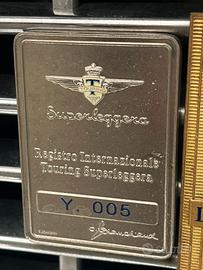 T
Superleggera
Registro Internazionale
Touring Superleggera
Y. 005